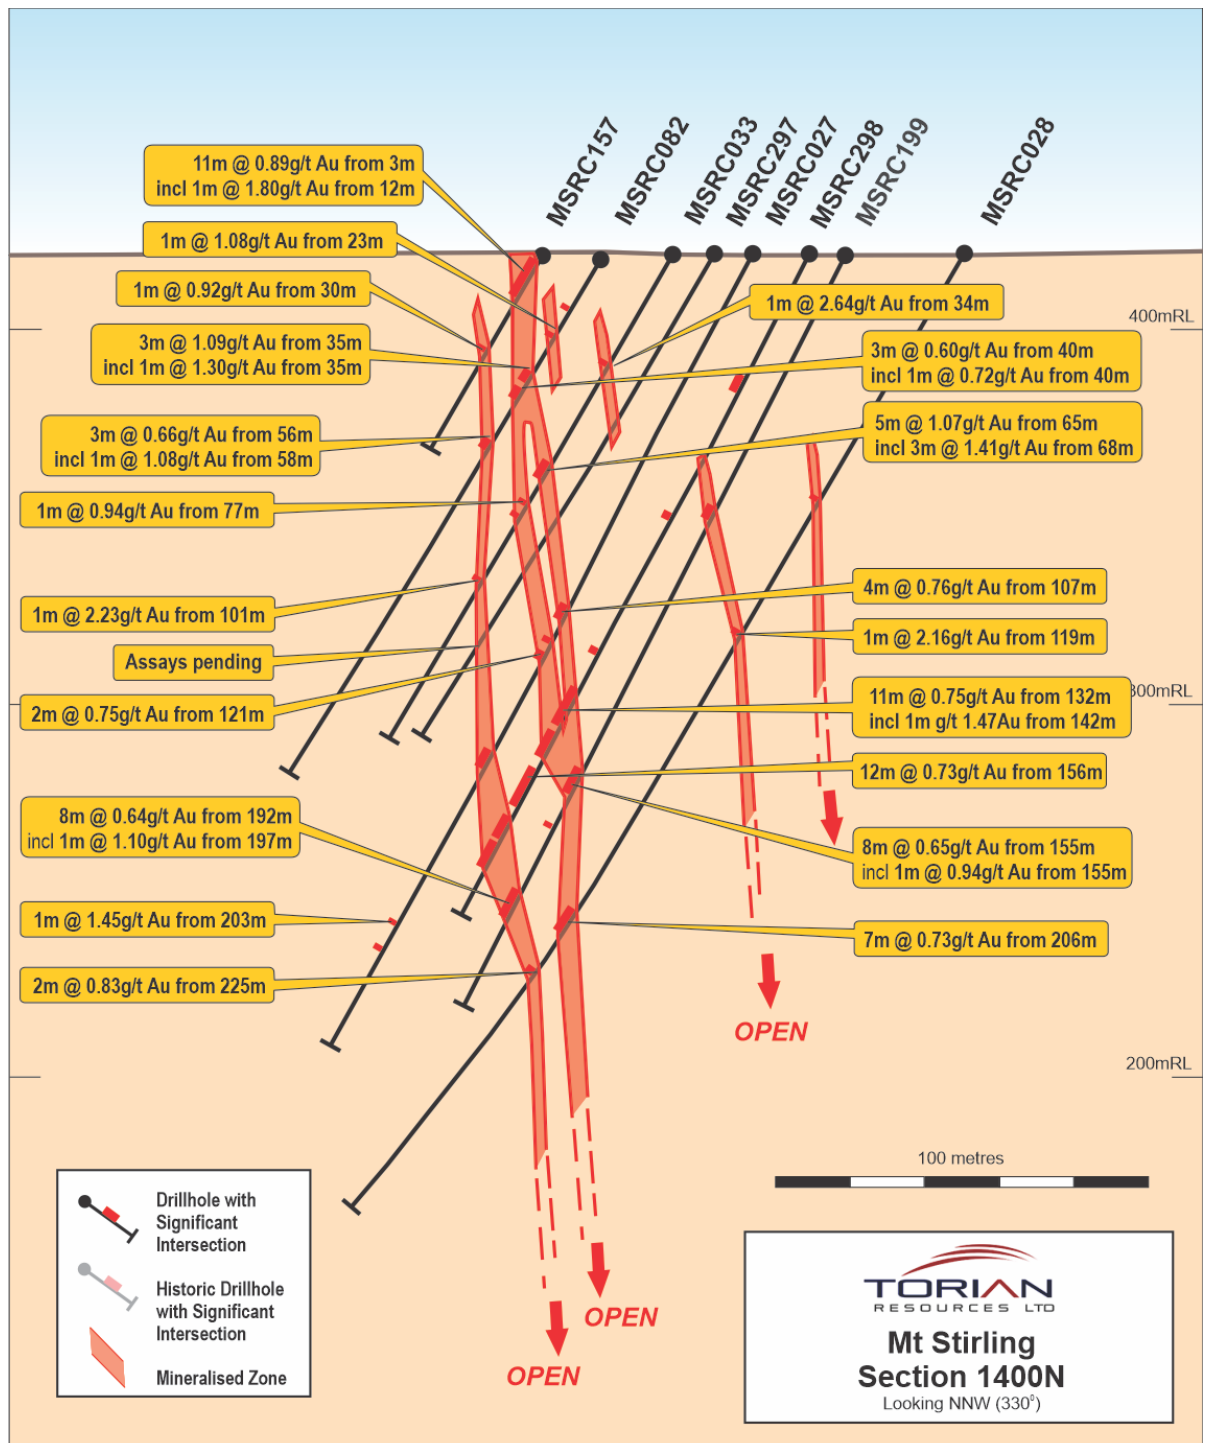 MSRC157
MSRC082
MSRC033
MSRC297
MSRC027
MSRC298
MSRC199
MSRC028
11m @ 0.89g/t Au from 3m
incl 1m @ 1.80g/t Au from 12m
1m @ 1.08g/t Au from 23m
1m @ 0.92g/t Au from 30m
3m @ 1.09g/t Au from 35m
incl 1m @ 1.30g/t Au from 35m
3m @ 0.66g/t Au from 56m
incl 1m @ 1.08g/t Au from 58m
1m @ 0.94g/t Au from 77m
1m @ 2.23g/t Au from 101m
Assays pending
2m @ 0.75g/t Au from 121m
8m @ 0.64g/t Au from 192m
incl 1m @ 1.10g/t Au from 197m
1m @ 1.45g/t Au from 203m
2m @ 0.83g/t Au from 225m
1m @ 2.64g/t Au from 34m
400mRL
3m @ 0.60g/t Au from 40m
incl 1m @ 0.72g/t Au from 40m
5m @ 1.07g/t Au from 65m
incl 3m @ 1.41g/t Au from 68m
4m @ 0.76g/t Au from 107m
1m @ 2.16g/t Au from 119m
11m @ 0.75g/t Au from 132m
incl 1m g/t 1.47Au from 142m
300mRL
12m @ 0.73g/t Au from 156m
8m @ 0.65g/t Au from 155m
incl 1m @ 0.94g/t Au from 155m
7m @ 0.73g/t Au from 206m
OPEN
200mRL
OPEN
OPEN
100 metres
Drillhole with
Significant
Intersection
Historic Drillhole
with Significant
Intersection
Mineralised Zone
TORIAN
RESOURCES LTD
Mt Stirling
Section 1400N
Looking NNW (330⁰)